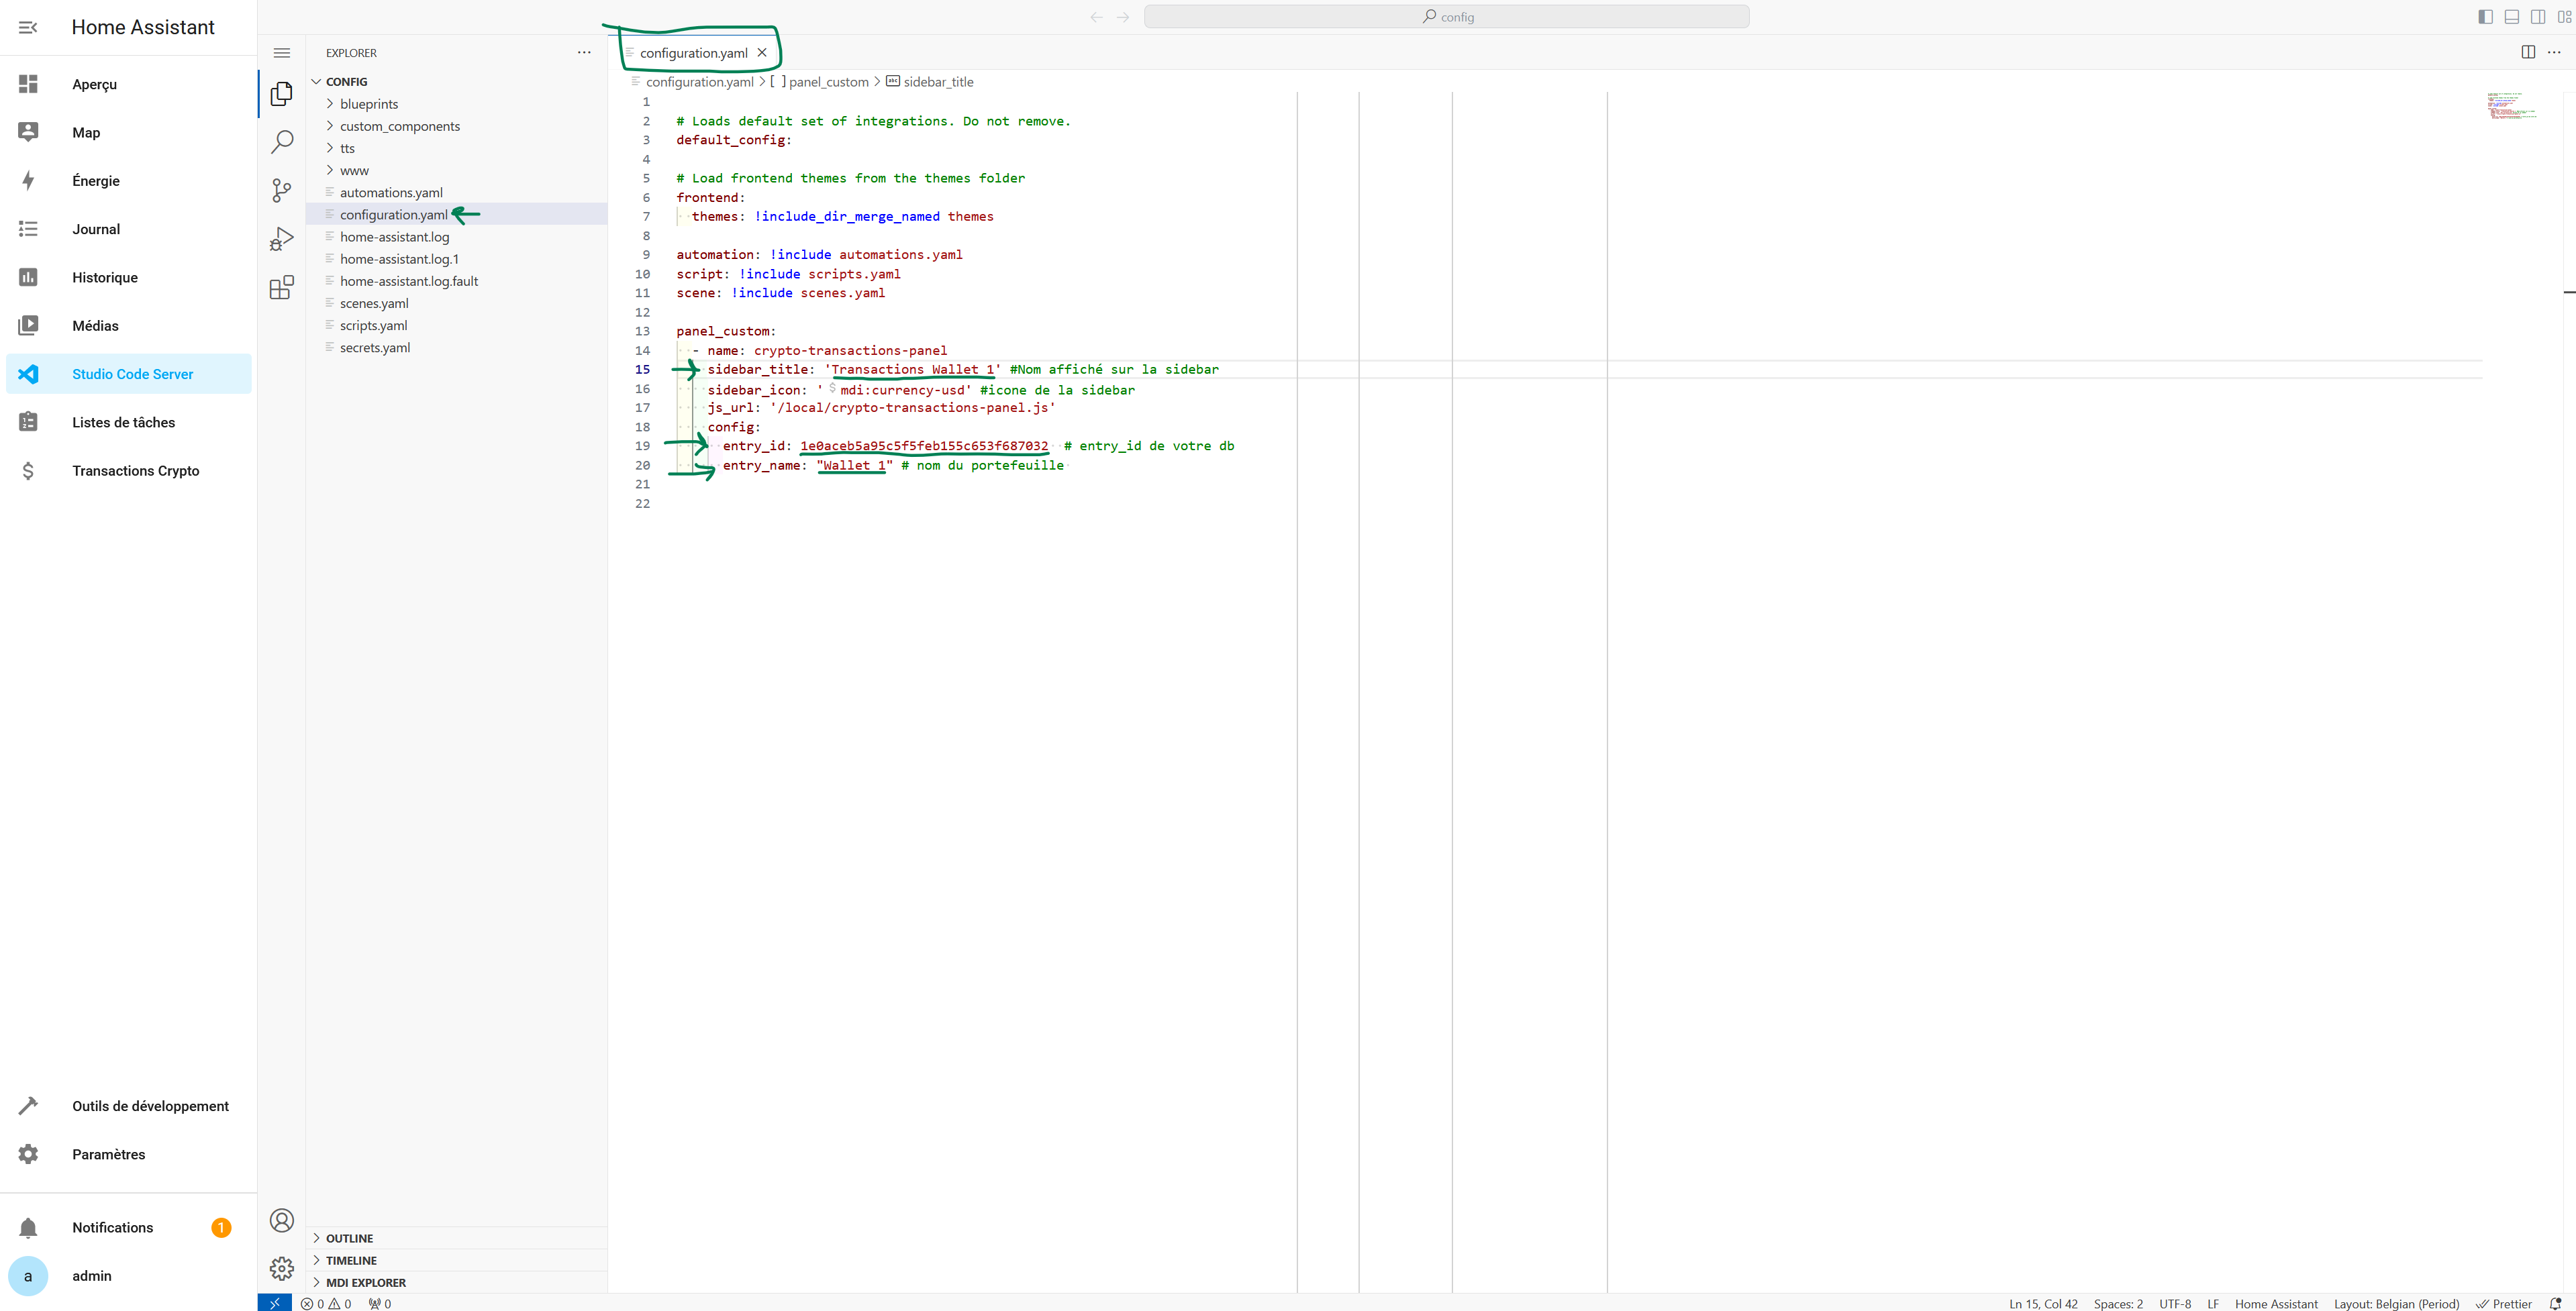 Home Assistant
Aperçu
Map
Énergie
Journal
Historique
Médias
Studio Code Server
Listes de tâches
Transactions Crypto
Outils de développement
Paramètres
Notifications 1
a admin
config
EXPLORER
CONFIG
blueprints
custom_components
tts
www
automations.yaml
configuration.yaml
home-assistant.log
home-assistant.log.1
home-assistant.log.fault
scenes.yaml
scripts.yaml
secrets.yaml
OUTLINE
TIMELINE
MDI EXPLORER
configuration.yaml
configuration.yaml > [ ] panel_custom > abc sidebar_title
1
2 # Loads default set of integrations. Do not remove.
3 default_config:
4
5 # Load frontend themes from the themes folder
6 frontend:
7 themes: !include_dir_merge_named themes
8
9 automation: !include automations.yaml
10 script: !include scripts.yaml
11 scene: !include scenes.yaml
12
13 panel_custom:
14 - name: crypto-transactions-panel
15 sidebar_title: 'Transactions Wallet 1' #Nom affiché sur la sidebar
16 sidebar_icon: '$ mdi:currency-usd' #icone de la sidebar
17 js_url: '/local/crypto-transactions-panel.js'
18 config:
19 entry_id: 1e0aceb5a95c5f5feb155c653f687032 # entry_id de votre db
20 entry_name: "Wallet 1" # nom du portefeuille
21
22
0 0 0
Ln 15, Col 42 Spaces: 2 UTF-8 LF Home Assistant Layout: Belgian (Period) Prettier